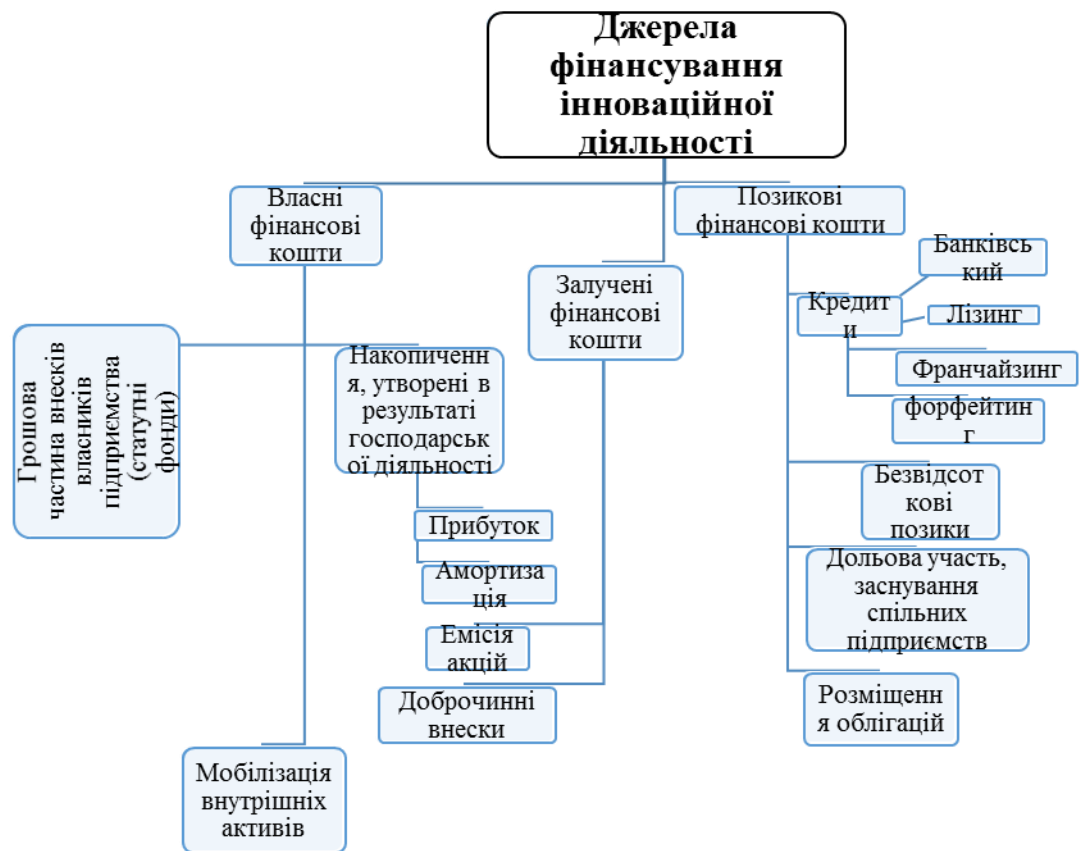 Джерела
фінансування
інноваційної
діяльності
Власні
фінансові
кошти
Позикові
фінансові кошти
Залучені
фінансові
кошти
Банківсь
кий
Кредит
и
Лізинг
Франчайзинг
форфейтин
г
Грошова
частина внесків
власників
підприємства
(статутні
фонди)
Накопиченн
я, утворені в
результаті
господарськ
ої діяльності
Прибуток
Амортиза
ція
Емісія
акцій
Доброчинні
внески
Безвідсот
кові
позики
Дольова участь,
заснування
спільних
підприємств
Розміщенн
я облігацій
Мобілізація
внутрішніх
активів